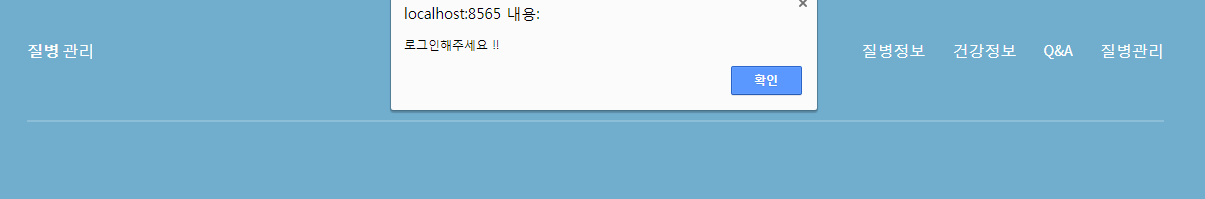 localhost:8565 내용:
로그인해주세요 !!
확인
질병 관리
질병정보 건강정보 Q&A 질병관리